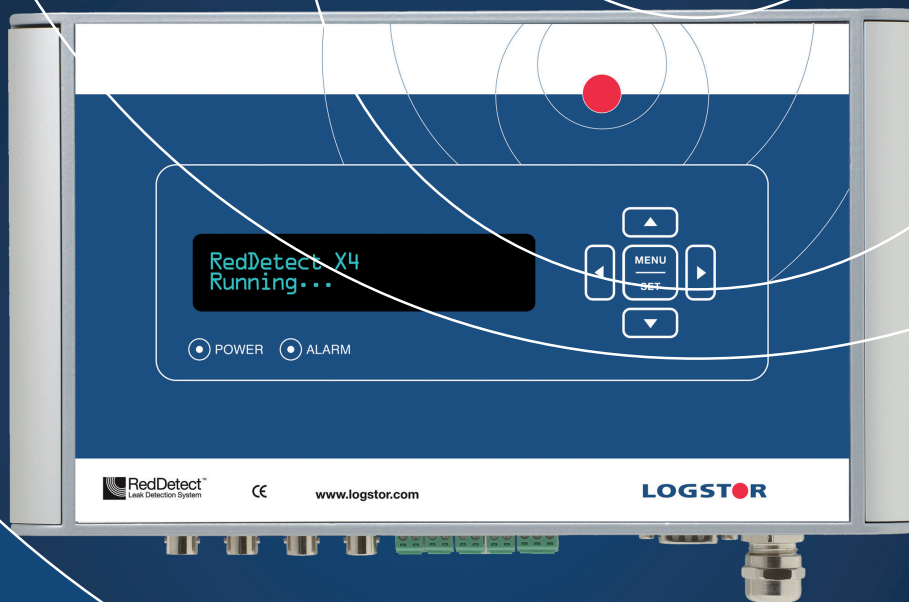 RedDetect X4
Running...
MENU
SET
POWER
ALARM
RedDetect™
Leak Detection System
CE
www.logstor.com
LOGSTOR